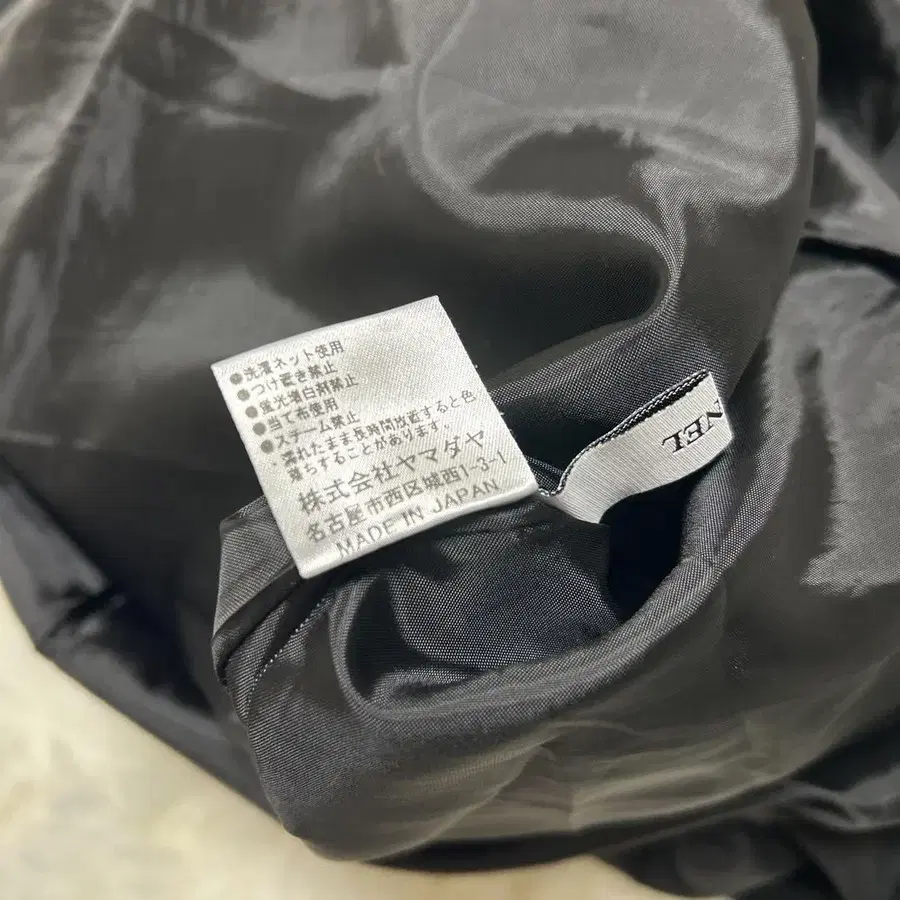 ●洗濯ネット使用
●つけ置き禁止
●蛍光増白剤禁止
●当て布使用
●スチーム禁止
・濡れたまま長時間放置すると色
落ちすることがあります。
株式会社ヤマダヤ
名古屋市西区城西1-3-1
MADE IN JAPAN
NEL